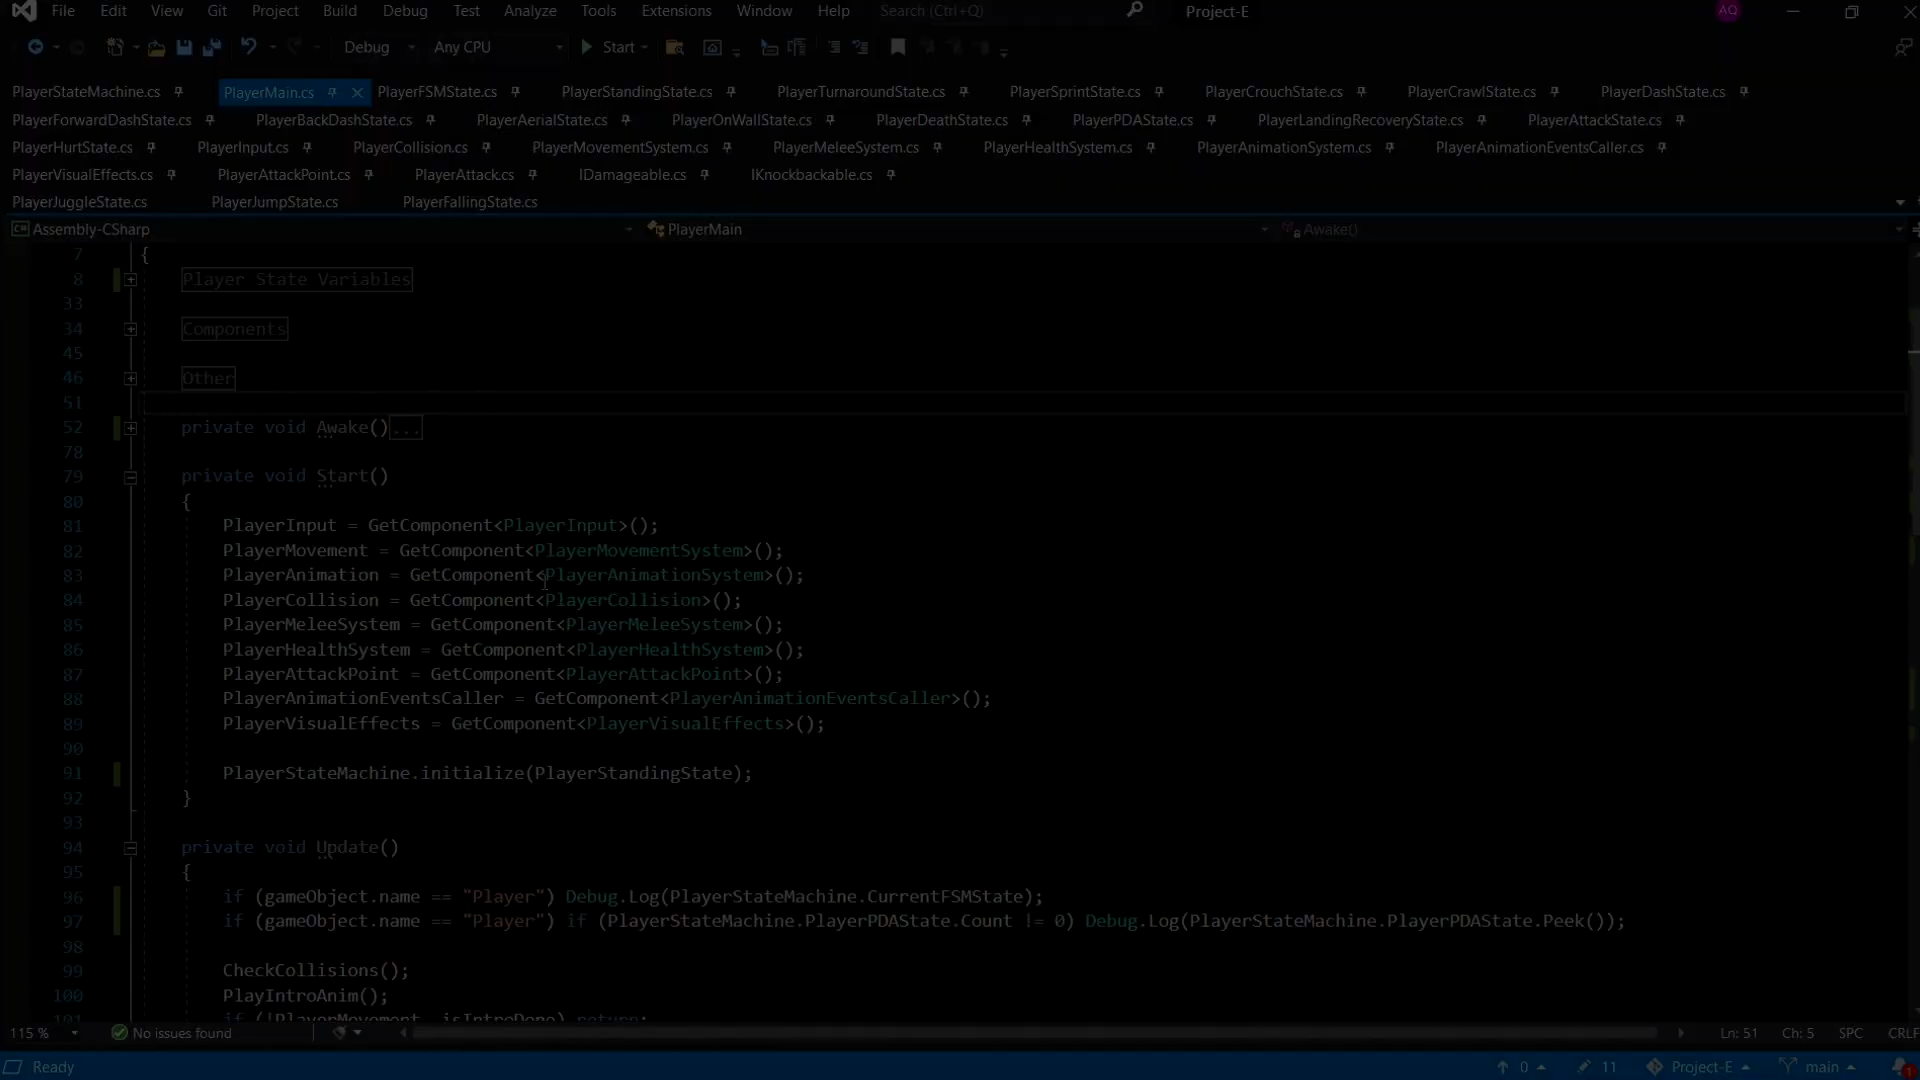 File Edit View Git Project Build Debug Test Analyze Tools Extensions Window Help Search (Ctrl+Q) Project-E AQ
Debug Any CPU Start
PlayerStateMachine.cs PlayerMain.cs PlayerFSMState.cs PlayerStandingState.cs PlayerTurnaroundState.cs PlayerSprintState.cs PlayerCrouchState.cs PlayerCrawlState.cs PlayerDashState.cs
PlayerForwardDashState.cs PlayerBackDashState.cs PlayerAerialState.cs PlayerOnWallState.cs PlayerDeathState.cs PlayerPDAState.cs PlayerLandingRecoveryState.cs PlayerAttackState.cs
PlayerHurtState.cs PlayerInput.cs PlayerCollision.cs PlayerMovementSystem.cs PlayerMeleeSystem.cs PlayerHealthSystem.cs PlayerAnimationSystem.cs PlayerAnimationEventsCaller.cs
PlayerVisualEffects.cs PlayerAttackPoint.cs PlayerAttack.cs IDamageable.cs IKnockbackable.cs
PlayerJuggleState.cs PlayerJumpState.cs PlayerFallingState.cs
C# Assembly-CSharp PlayerMain Awake()
7 {
8 Player State Variables
33
34 Components
45
46 Other
51
52 private void Awake()...
78
79 private void Start()
80 {
81 PlayerInput = GetComponent<PlayerInput>();
82 PlayerMovement = GetComponent<PlayerMovementSystem>();
83 PlayerAnimation = GetComponent<PlayerAnimationSystem>();
84 PlayerCollision = GetComponent<PlayerCollision>();
85 PlayerMeleeSystem = GetComponent<PlayerMeleeSystem>();
86 PlayerHealthSystem = GetComponent<PlayerHealthSystem>();
87 PlayerAttackPoint = GetComponent<PlayerAttackPoint>();
88 PlayerAnimationEventsCaller = GetComponent<PlayerAnimationEventsCaller>();
89 PlayerVisualEffects = GetComponent<PlayerVisualEffects>();
90
91 PlayerStateMachine.initialize(PlayerStandingState);
92 }
93
94 private void Update()
95 {
96 if (gameObject.name == "Player") Debug.Log(PlayerStateMachine.CurrentFSMState);
97 if (gameObject.name == "Player") if (PlayerStateMachine.PlayerPDAState.Count != 0) Debug.Log(PlayerStateMachine.PlayerPDAState.Peek());
98
99 CheckCollisions();
100 PlayIntroAnim();
101 if (!PlayerMovement._isIntroDone) return;
115 % No issues found Ln: 51 Ch: 5 SPC CRLF
Ready 0 11 Project-E main 1